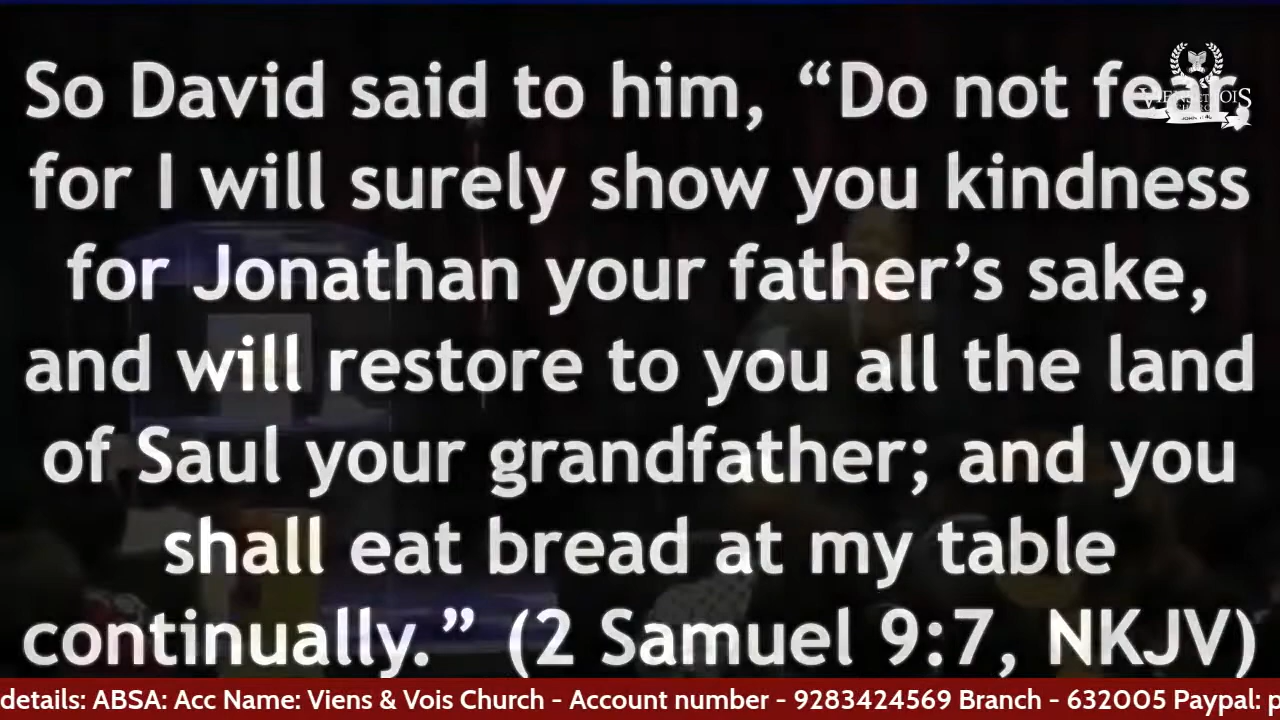 So David said to him, “Do not fear,
for I will surely show you kindness
for Jonathan your father’s sake,
and will restore to you all the land
of Saul your grandfather; and you
shall eat bread at my table
continually.” (2 Samuel 9:7, NKJV)
details: ABSA: Acc Name: Viens & Vois Church - Account number - 9283424569 Branch - 632005 Paypal: p